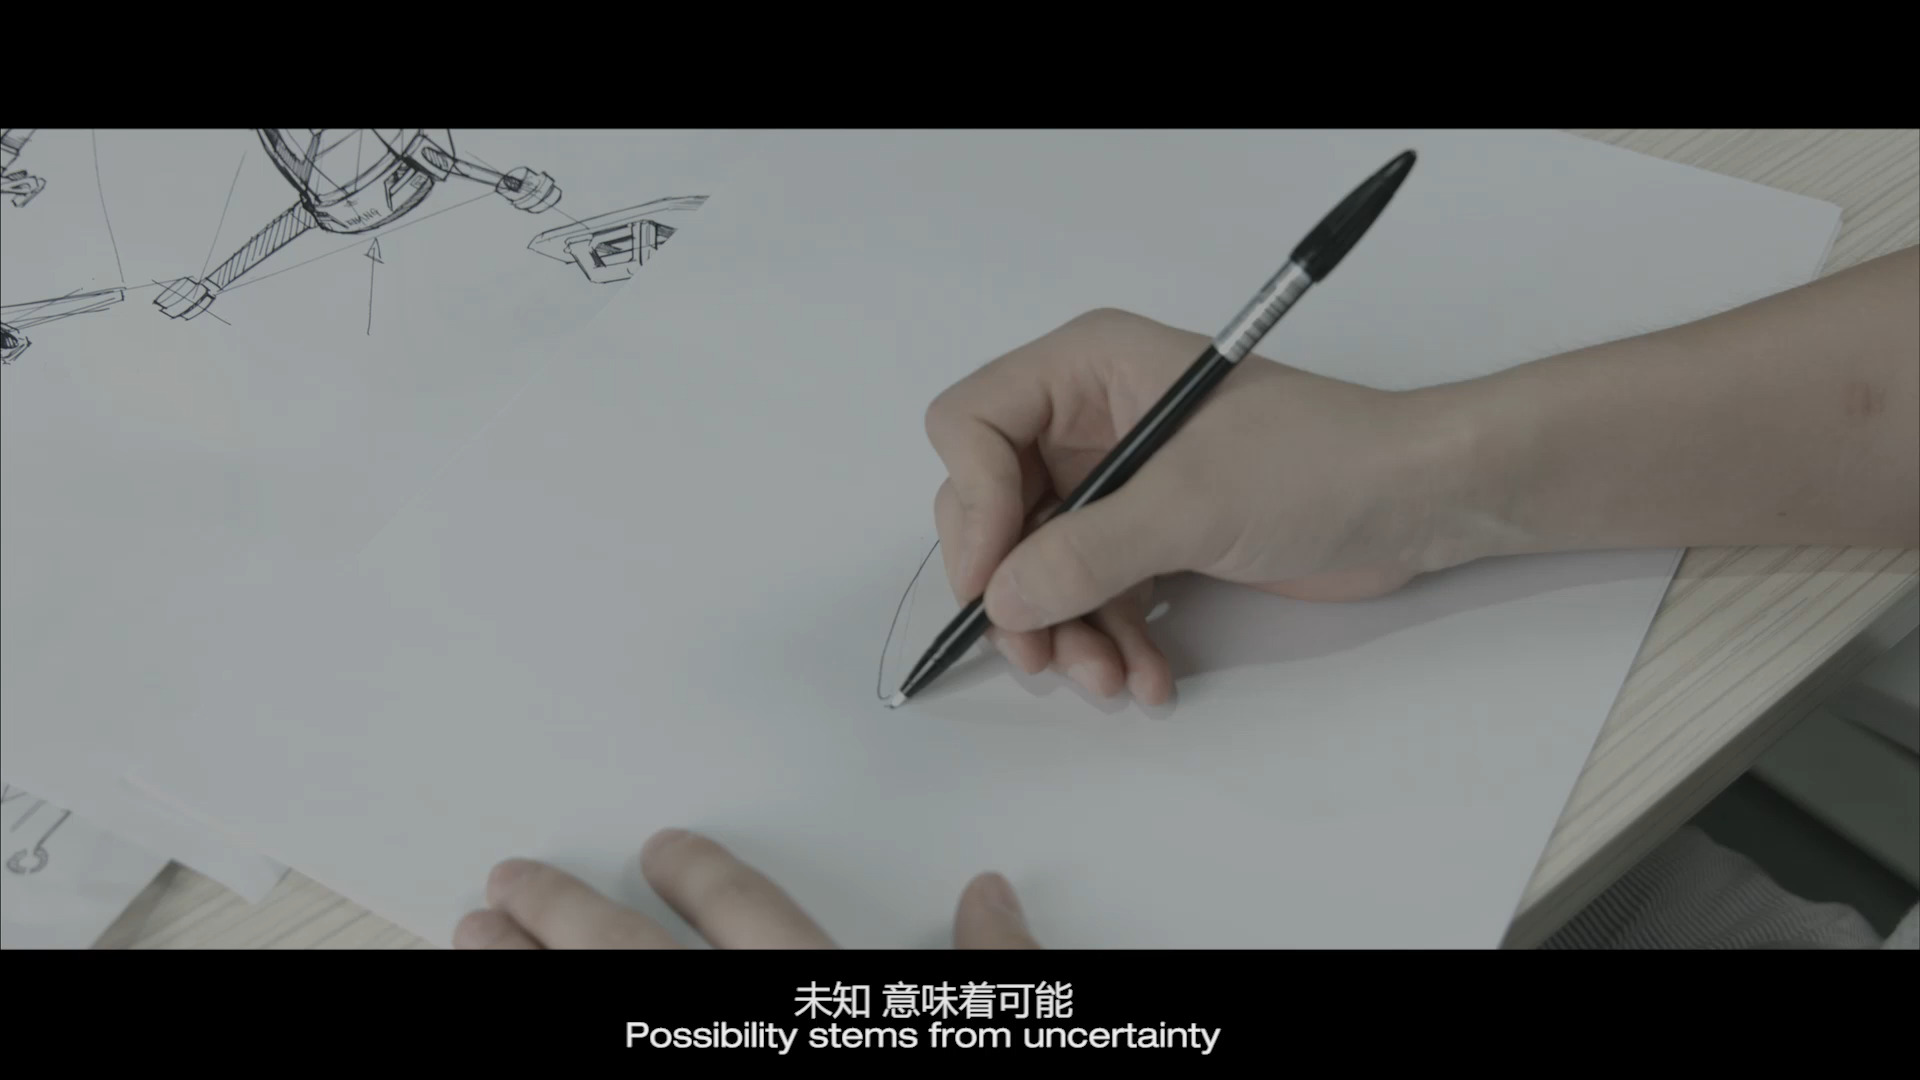 未知 意味着可能
Possibility stems from uncertainty